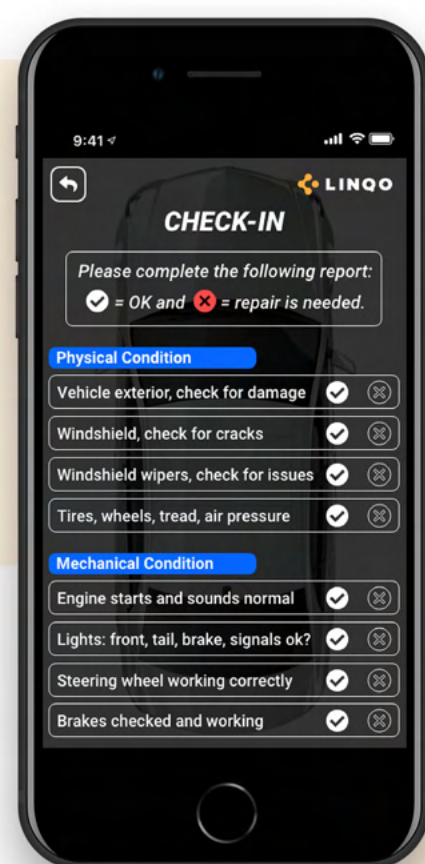 9:41
LINQO
CHECK-IN
Please complete the following report:
= OK and = repair is needed.
Physical Condition
Vehicle exterior, check for damage
Windshield, check for cracks
Windshield wipers, check for issues
Tires, wheels, tread, air pressure
Mechanical Condition
Engine starts and sounds normal
Lights: front, tail, brake, signals ok?
Steering wheel working correctly
Brakes checked and working